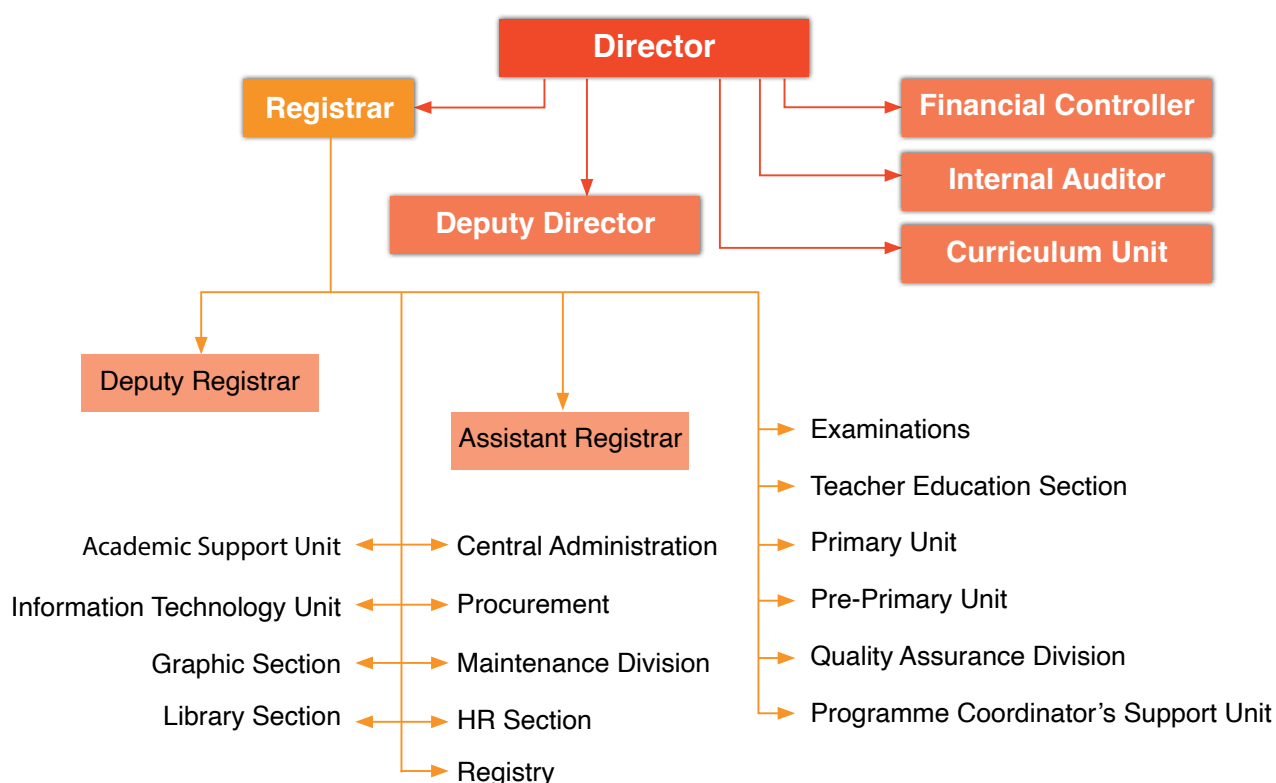 Director
Registrar
Financial Controller
Internal Auditor
Deputy Director
Curriculum Unit
Deputy Registrar
Assistant Registrar
Examinations
Teacher Education Section
Academic Support Unit
Central Administration
Primary Unit
Information Technology Unit
Procurement
Pre-Primary Unit
Graphic Section
Maintenance Division
Quality Assurance Division
Library Section
HR Section
Programme Coordinator's Support Unit
Registry